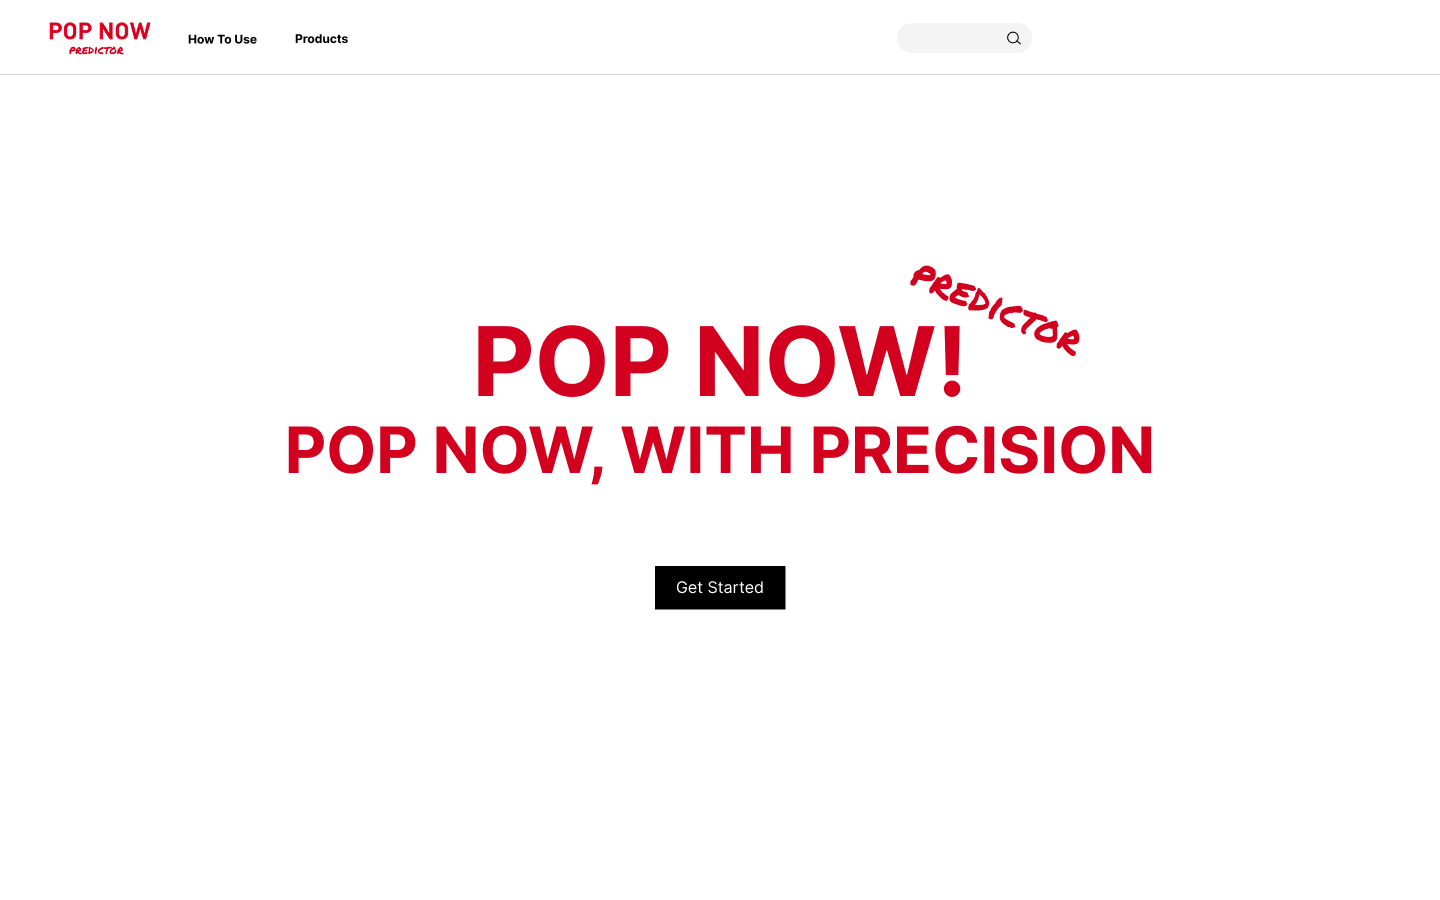 POP NOW
PREDICTOR
How To Use
Products
PREDICTOR
POP NOW!
POP NOW, WITH PRECISION
Get Started